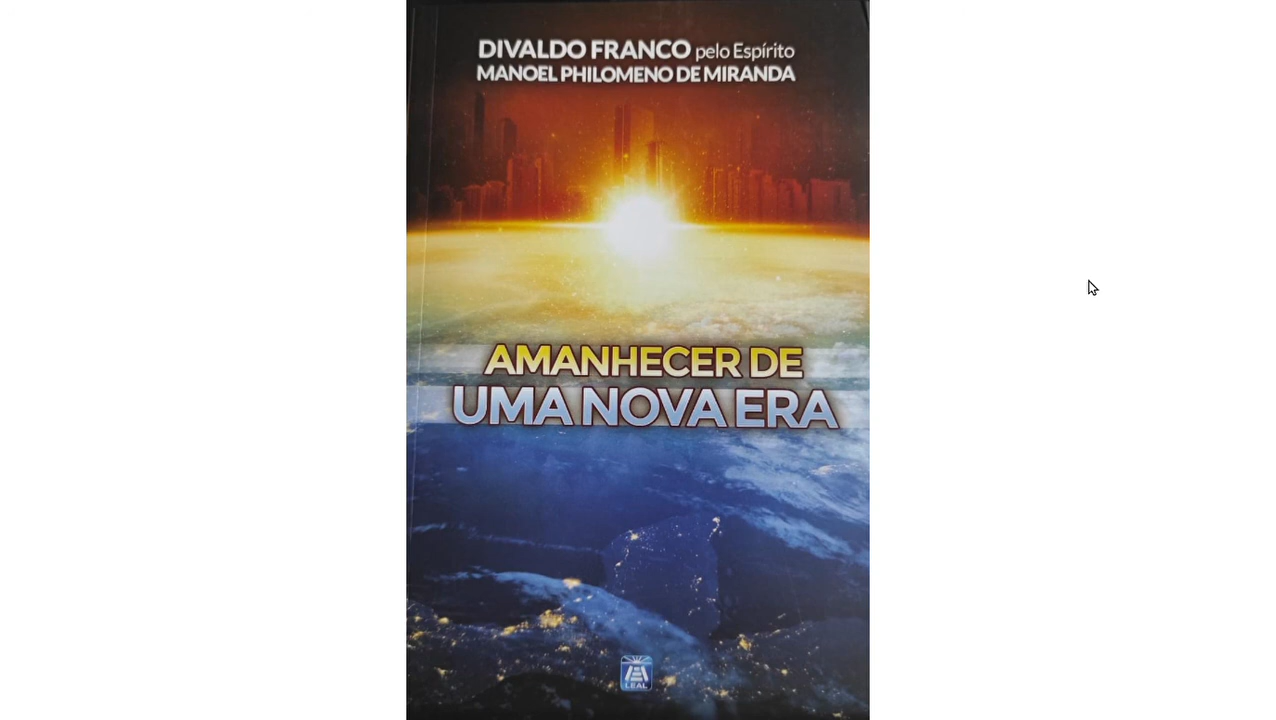 DIVALDO FRANCO pelo Espírito
MANOEL PHILOMENO DE MIRANDA
AMANHECER DE
UMA NOVA ERA
LEAL